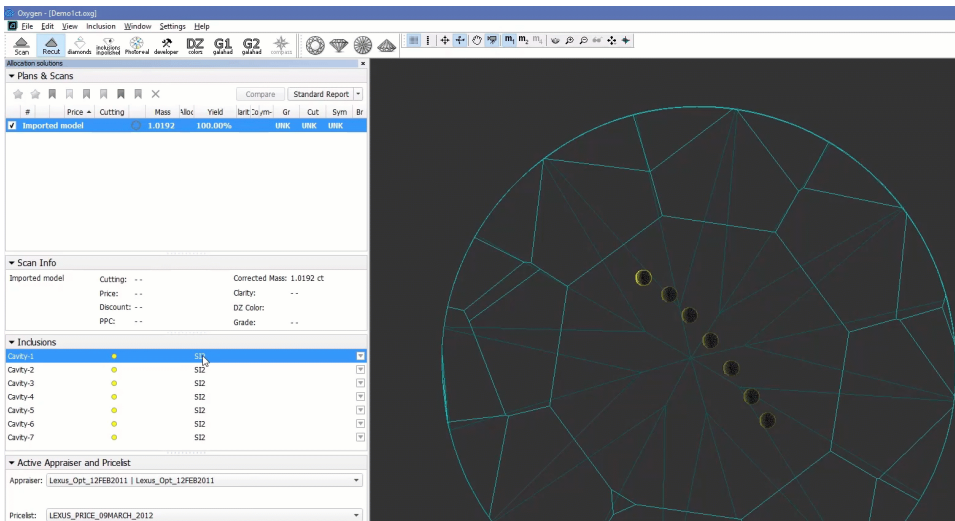 Oxygen - [Demo1ct.oxg]
File Edit View Inclusion Window Settings Help
Scan Recut diamonds inclusions inpolished Photoreal developer DZ colors G1 galahad G2 galahad compass m1 m2 m4
Allocation solutions
Plans & Scans
Compare Standard Report
# Price Cutting Mass Alloc Yield Gr Cut Sym Br
Imported model 1.0192 100.00% UNK UNK UNK
Scan Info
Imported model Cutting: -- Corrected Mass: 1.0192 ct
Price: -- Clarity: --
Discount: -- DZ Color:
PPC: -- Grade: --
Inclusions
Cavity-1 SI2
Cavity-2 SI2
Cavity-3 SI2
Cavity-4 SI2
Cavity-5 SI2
Cavity-6 SI2
Cavity-7 SI2
Active Appraiser and Pricelist
Appraiser: Lexus_Opt_12FEB2011 | Lexus_Opt_12FEB2011
Pricelist: LEXUS_PRICE_09MARCH_2012